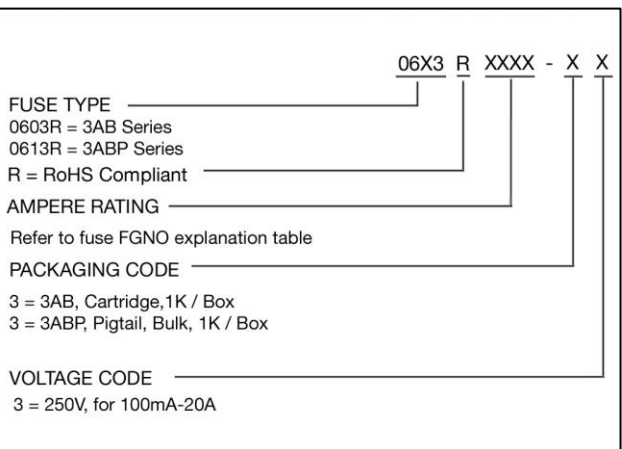 06X3 R XXXX - X X
FUSE TYPE
0603R = 3AB Series
0613R = 3ABP Series
R = RoHS Compliant
AMPERE RATING
Refer to fuse FGNO explanation table
PACKAGING CODE
3 = 3AB, Cartridge,1K / Box
3 = 3ABP, Pigtail, Bulk, 1K / Box
VOLTAGE CODE
3 = 250V, for 100mA-20A